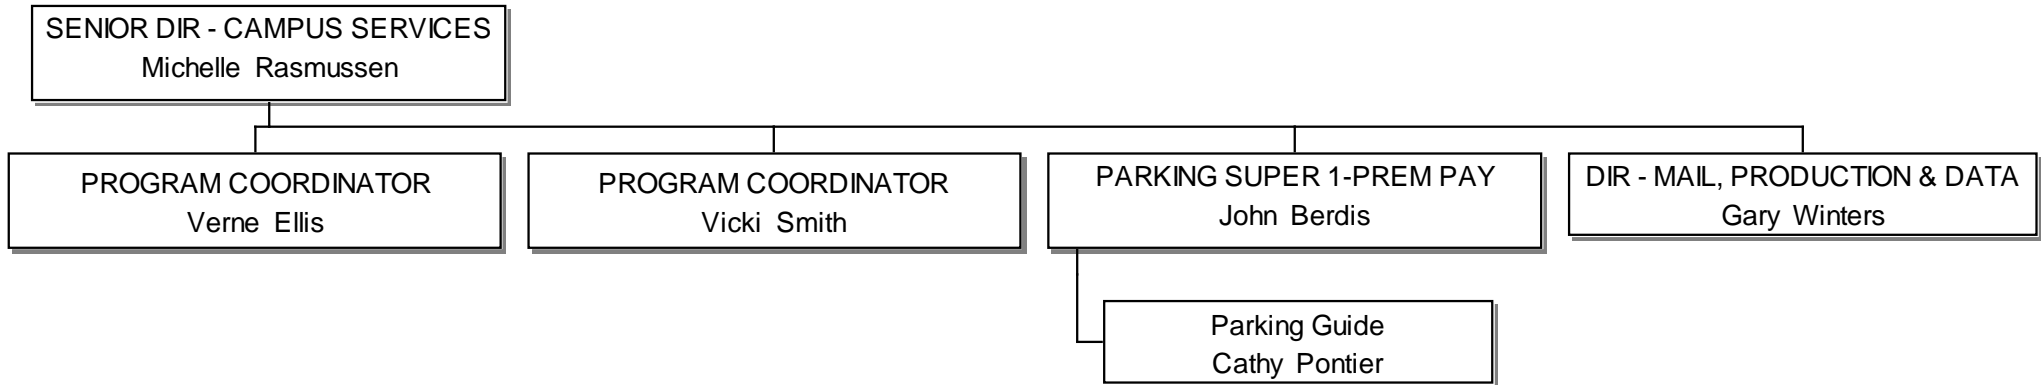 SENIOR DIR - CAMPUS SERVICES
Michelle Rasmussen
PROGRAM COORDINATOR
Verne Ellis
PROGRAM COORDINATOR
Vicki Smith
PARKING SUPER 1-PREM PAY
John Berdis
DIR - MAIL, PRODUCTION & DATA
Gary Winters
Parking Guide
Cathy Pontier